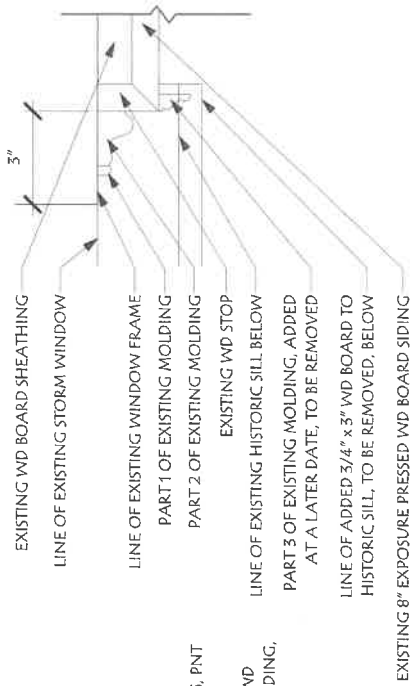 3"
EXISTING WD BOARD SHEATHING
LINE OF EXISTING STORM WINDOW
LINE OF EXISTING WINDOW FRAME
PART 1 OF EXISTING MOLDING
PART 2 OF EXISTING MOLDING
EXISTING WD STOP
LINE OF EXISTING HISTORIC SILL BELOW
PART 3 OF EXISTING MOLDING, ADDED
AT A LATER DATE, TO BE REMOVED
LINE OF ADDED 3/4" x 3" WD BOARD TO
HISTORIC SILL, TO BE REMOVED, BELOW
EXISTING 8" EXPOSURE PRESSED WD BOARD SIDING
, PNT
WD
DING,